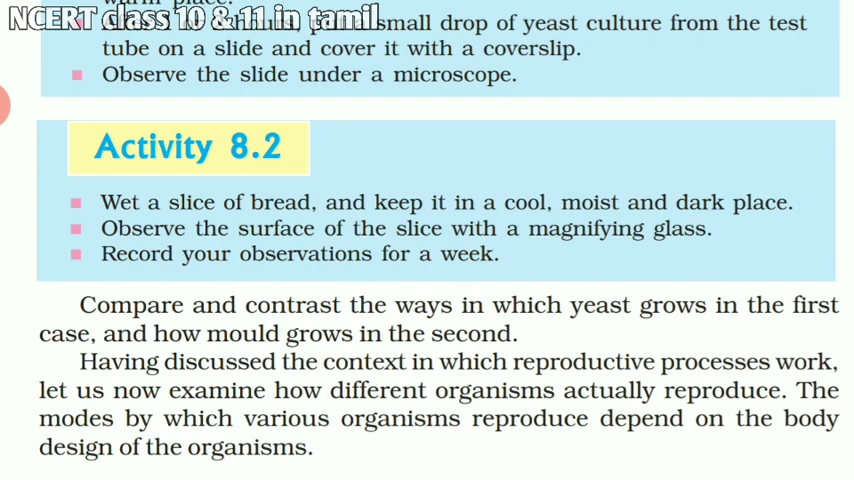 NCERT class 10 & 11 in tamil
warm place.
hours, small drop of yeast culture from the test
tube on a slide and cover it with a coverslip.
Observe the slide under a microscope.
Activity 8.2
Wet a slice of bread, and keep it in a cool, moist and dark place.
Observe the surface of the slice with a magnifying glass.
Record your observations for a week.
Compare and contrast the ways in which yeast grows in the first
case, and how mould grows in the second.
Having discussed the context in which reproductive processes work,
let us now examine how different organisms actually reproduce. The
modes by which various organisms reproduce depend on the body
design of the organisms.